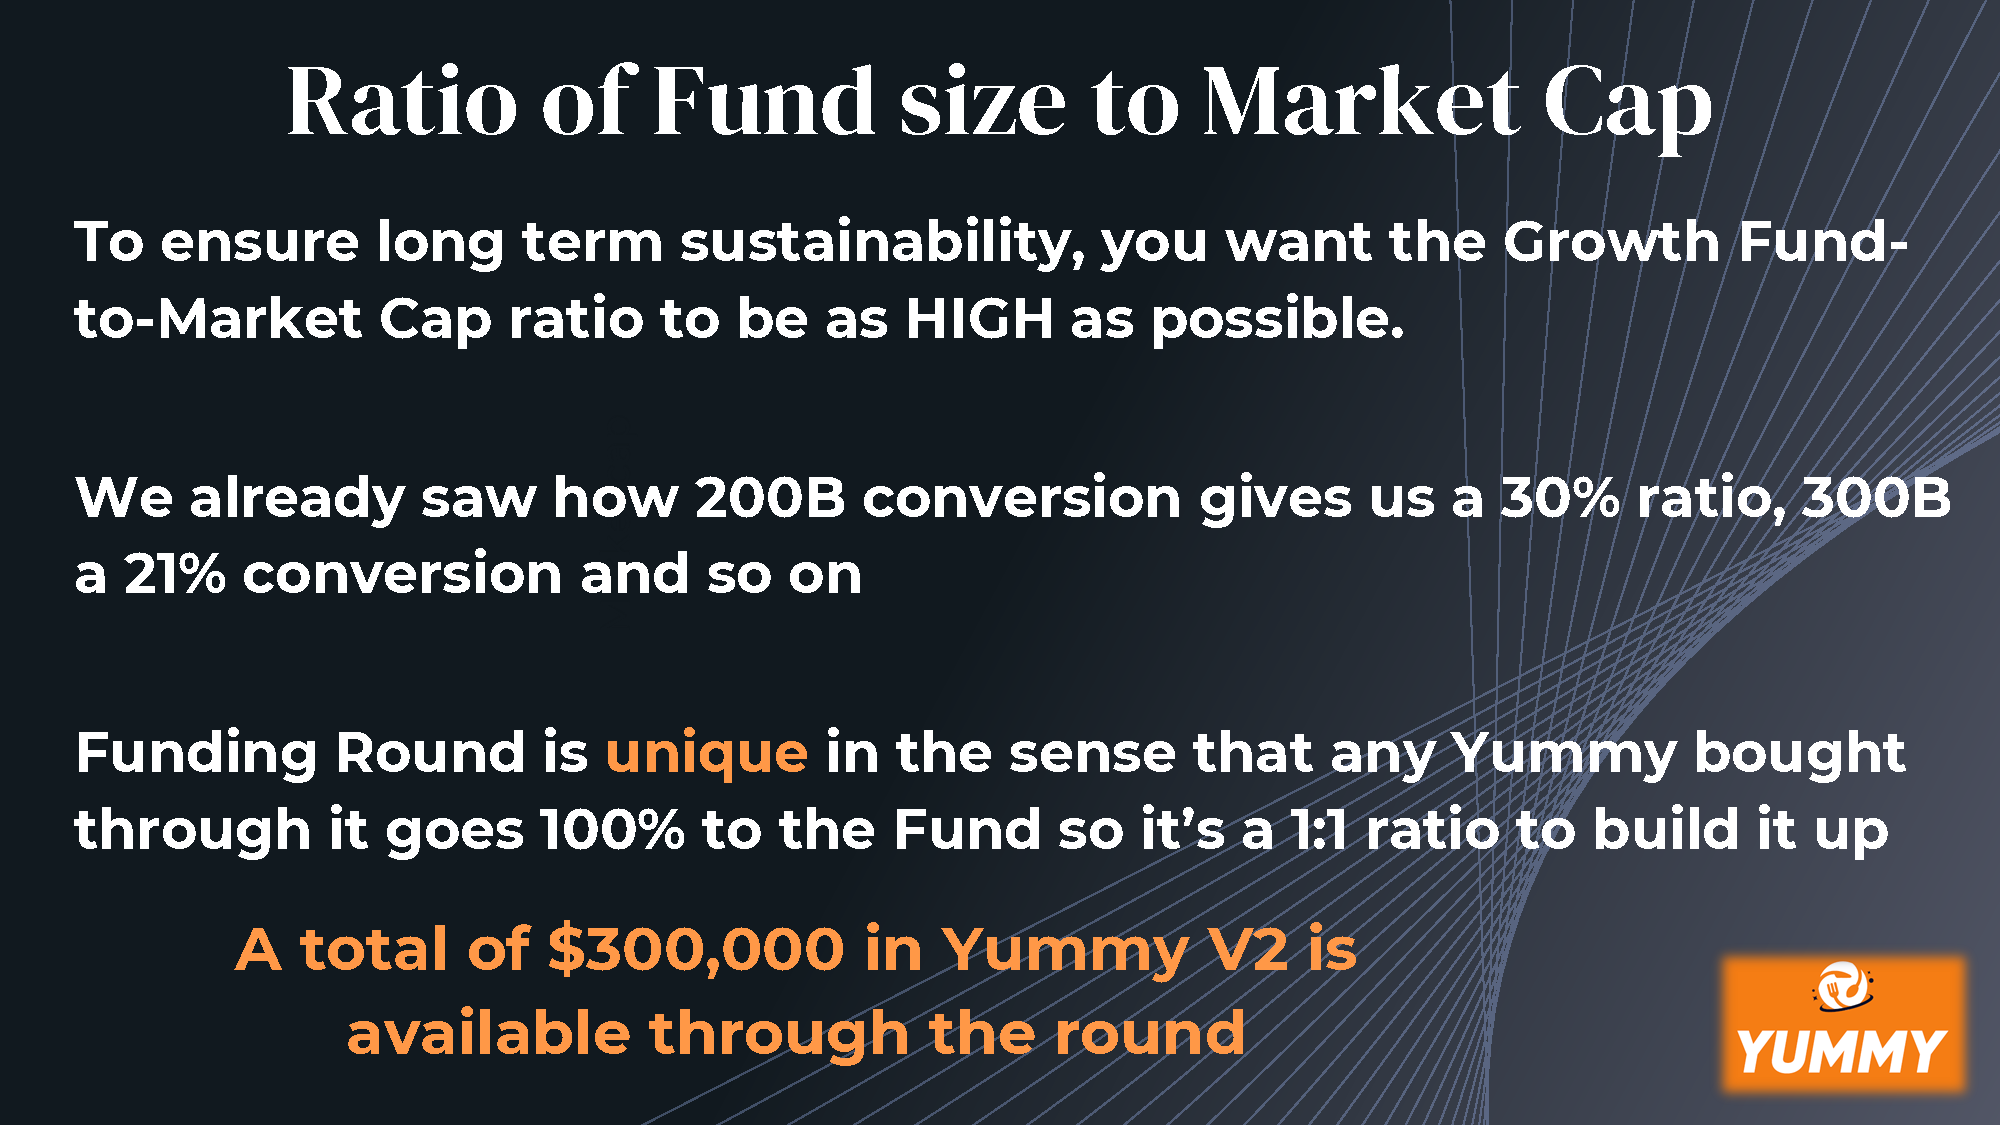 Ratio of Fund size to Market Cap
To ensure long term sustainability, you want the Growth Fund-
to-Market Cap ratio to be as HIGH as possible.
We already saw how 200B conversion gives us a 30% ratio, 300B
a 21% conversion and so on
Funding Round is unique in the sense that any Yummy bought
through it goes 100% to the Fund so it’s a 1:1 ratio to build it up
A total of $300,000 in Yummy V2 is
available through the round
YUMMY